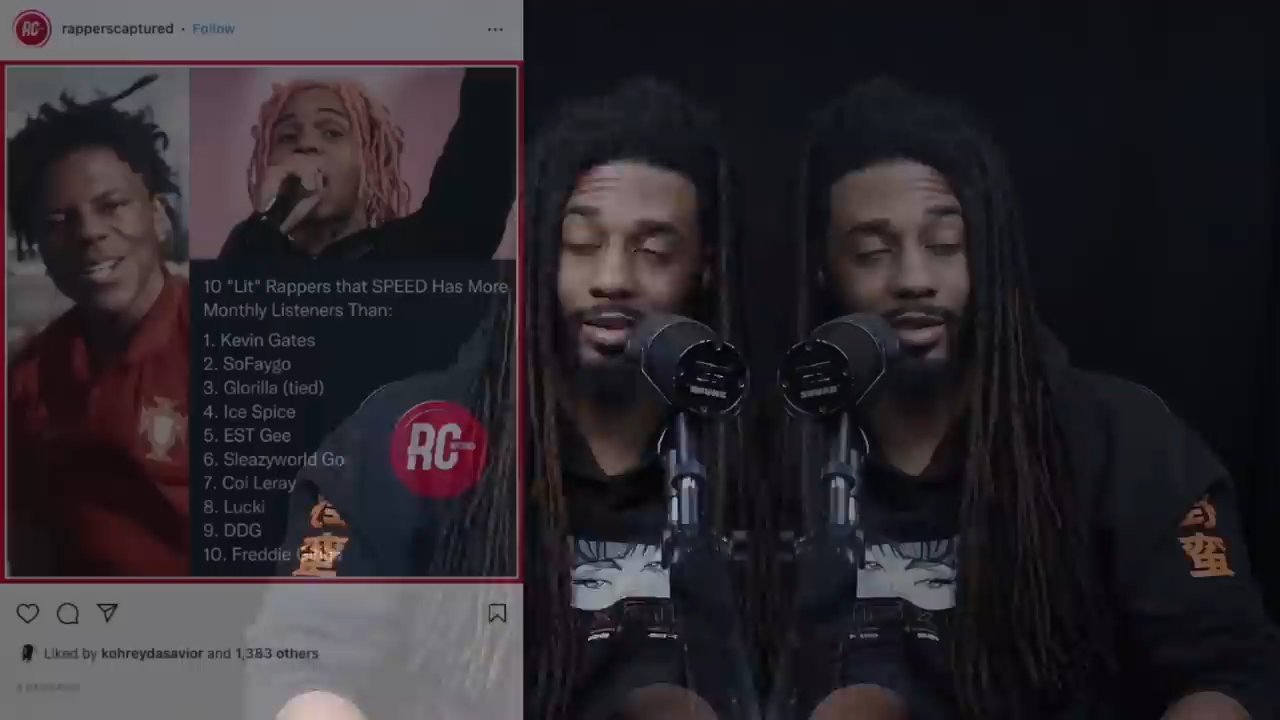 rapperscaptured • Follow
10 "Lit" Rappers that SPEED Has More
Monthly Listeners Than:
1. Kevin Gates
2. SoFaygo
3. Glorilla (tied)
4. Ice Spice
5. EST Gee
6. Sleazyworld Go
7. Coi Leray
8. Lucki
9. DDG
10. Freddie
RC
Liked by kohreydasavior and 1,383 others